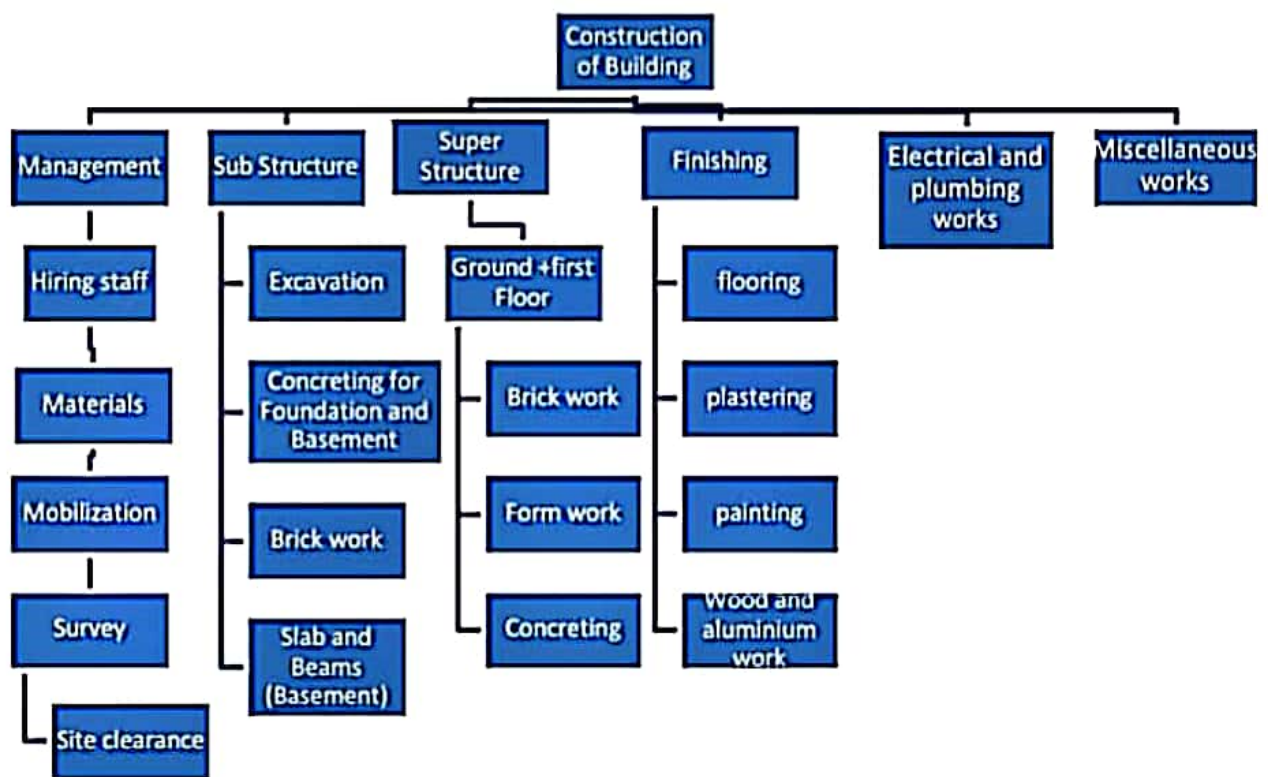 Construction
of Building
Management
Sub Structure
Super
Structure
Finishing
Electrical and
plumbing
works
Miscellaneous
works
Hiring staff
Materials
Mobilization
Survey
Site clearance
Excavation
Concreting for
Foundation and
Basement
Brick work
Slab and
Beams
(Basement)
Ground +first
Floor
Brick work
Form work
Concreting
flooring
plastering
painting
Wood and
aluminium
work